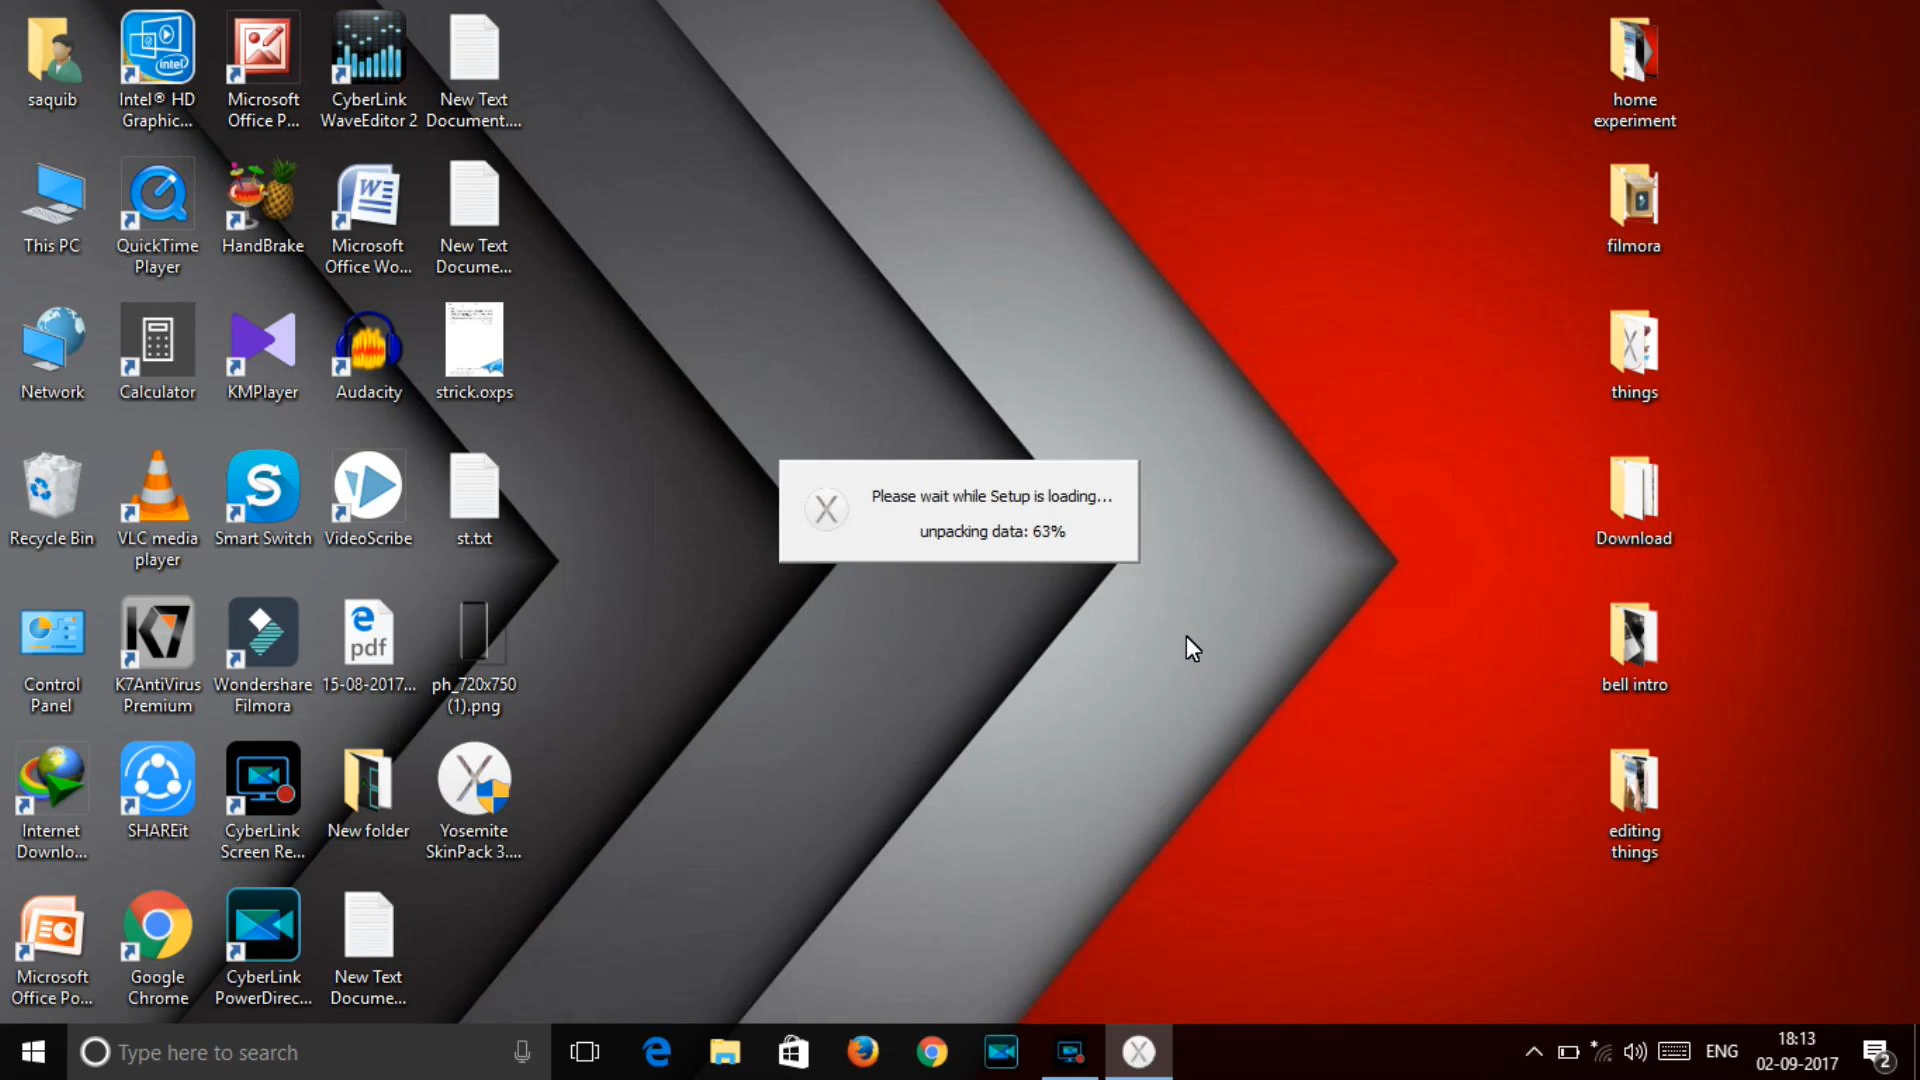 saquib
Intel® HD
Graphic...
Microsoft
Office P...
CyberLink
WaveEditor 2
New Text
Document....
home
experiment
This PC
QuickTime
Player
HandBrake
Microsoft
Office Wo...
New Text
Docume...
filmora
Network
Calculator
KMPlayer
Audacity
strick.oxps
things
Please wait while Setup is loading...
unpacking data: 63%
Recycle Bin
VLC media
player
Smart Switch
VideoScribe
st.txt
Download
pdf
Control
Panel
K7AntiVirus
Premium
Wondershare
Filmora
15-08-2017...
ph_720x750
(1).png
bell intro
Internet
Downlo...
SHAREit
CyberLink
Screen Re...
New folder
Yosemite
SkinPack 3....
editing
things
Microsoft
Office Po...
Google
Chrome
CyberLink
PowerDirec...
New Text
Docume...
Type here to search
ENG
18:13
02-09-2017
2